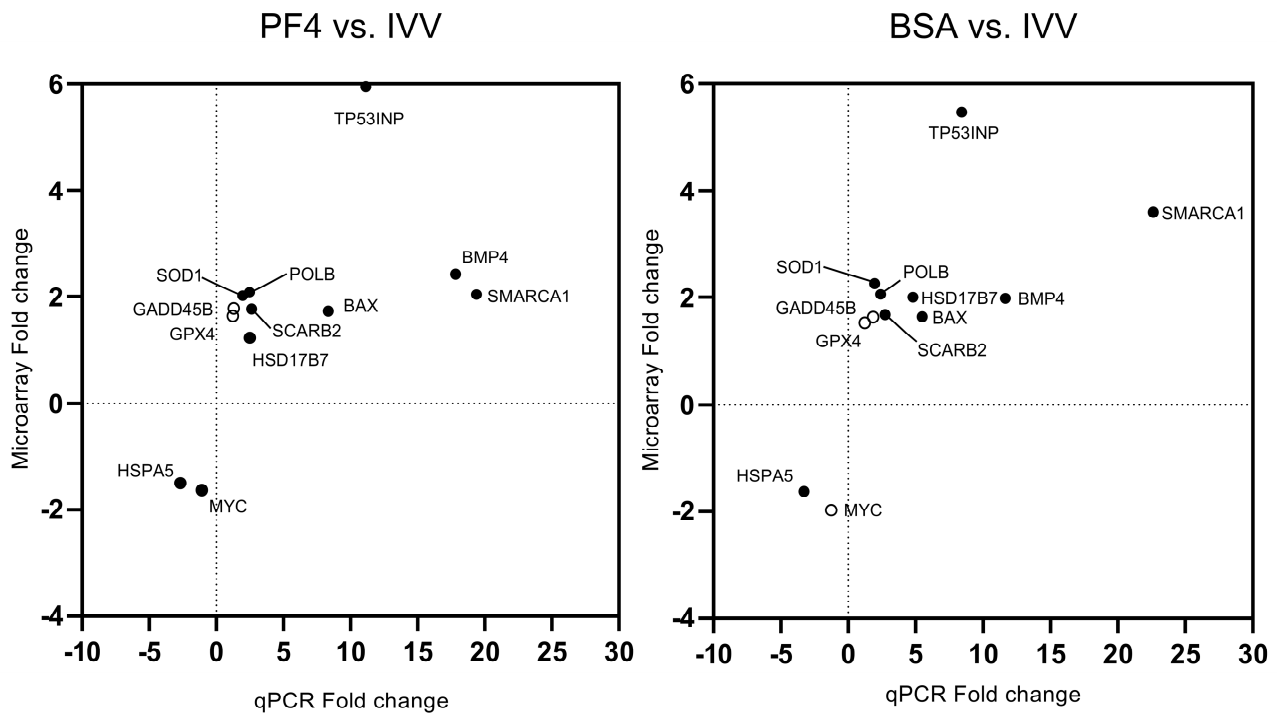 PF4 vs. IVV
BSA vs. IVV
6
4
2
0
-2
-4
Microarray Fold change
TP53INP
BMP4
SMARCA1
SOD1
POLB
GADD45B
BAX
GPX4
SCARB2
HSD17B7
HSPA5
MYC
-10 -5 0 5 10 15 20 25 30
qPCR Fold change
6
4
2
0
-2
-4
Microarray Fold change
TP53INP
SMARCA1
SOD1
POLB
GADD45B
HSD17B7
BMP4
BAX
GPX4
SCARB2
HSPA5
MYC
-10 -5 0 5 10 15 20 25 30
qPCR Fold change